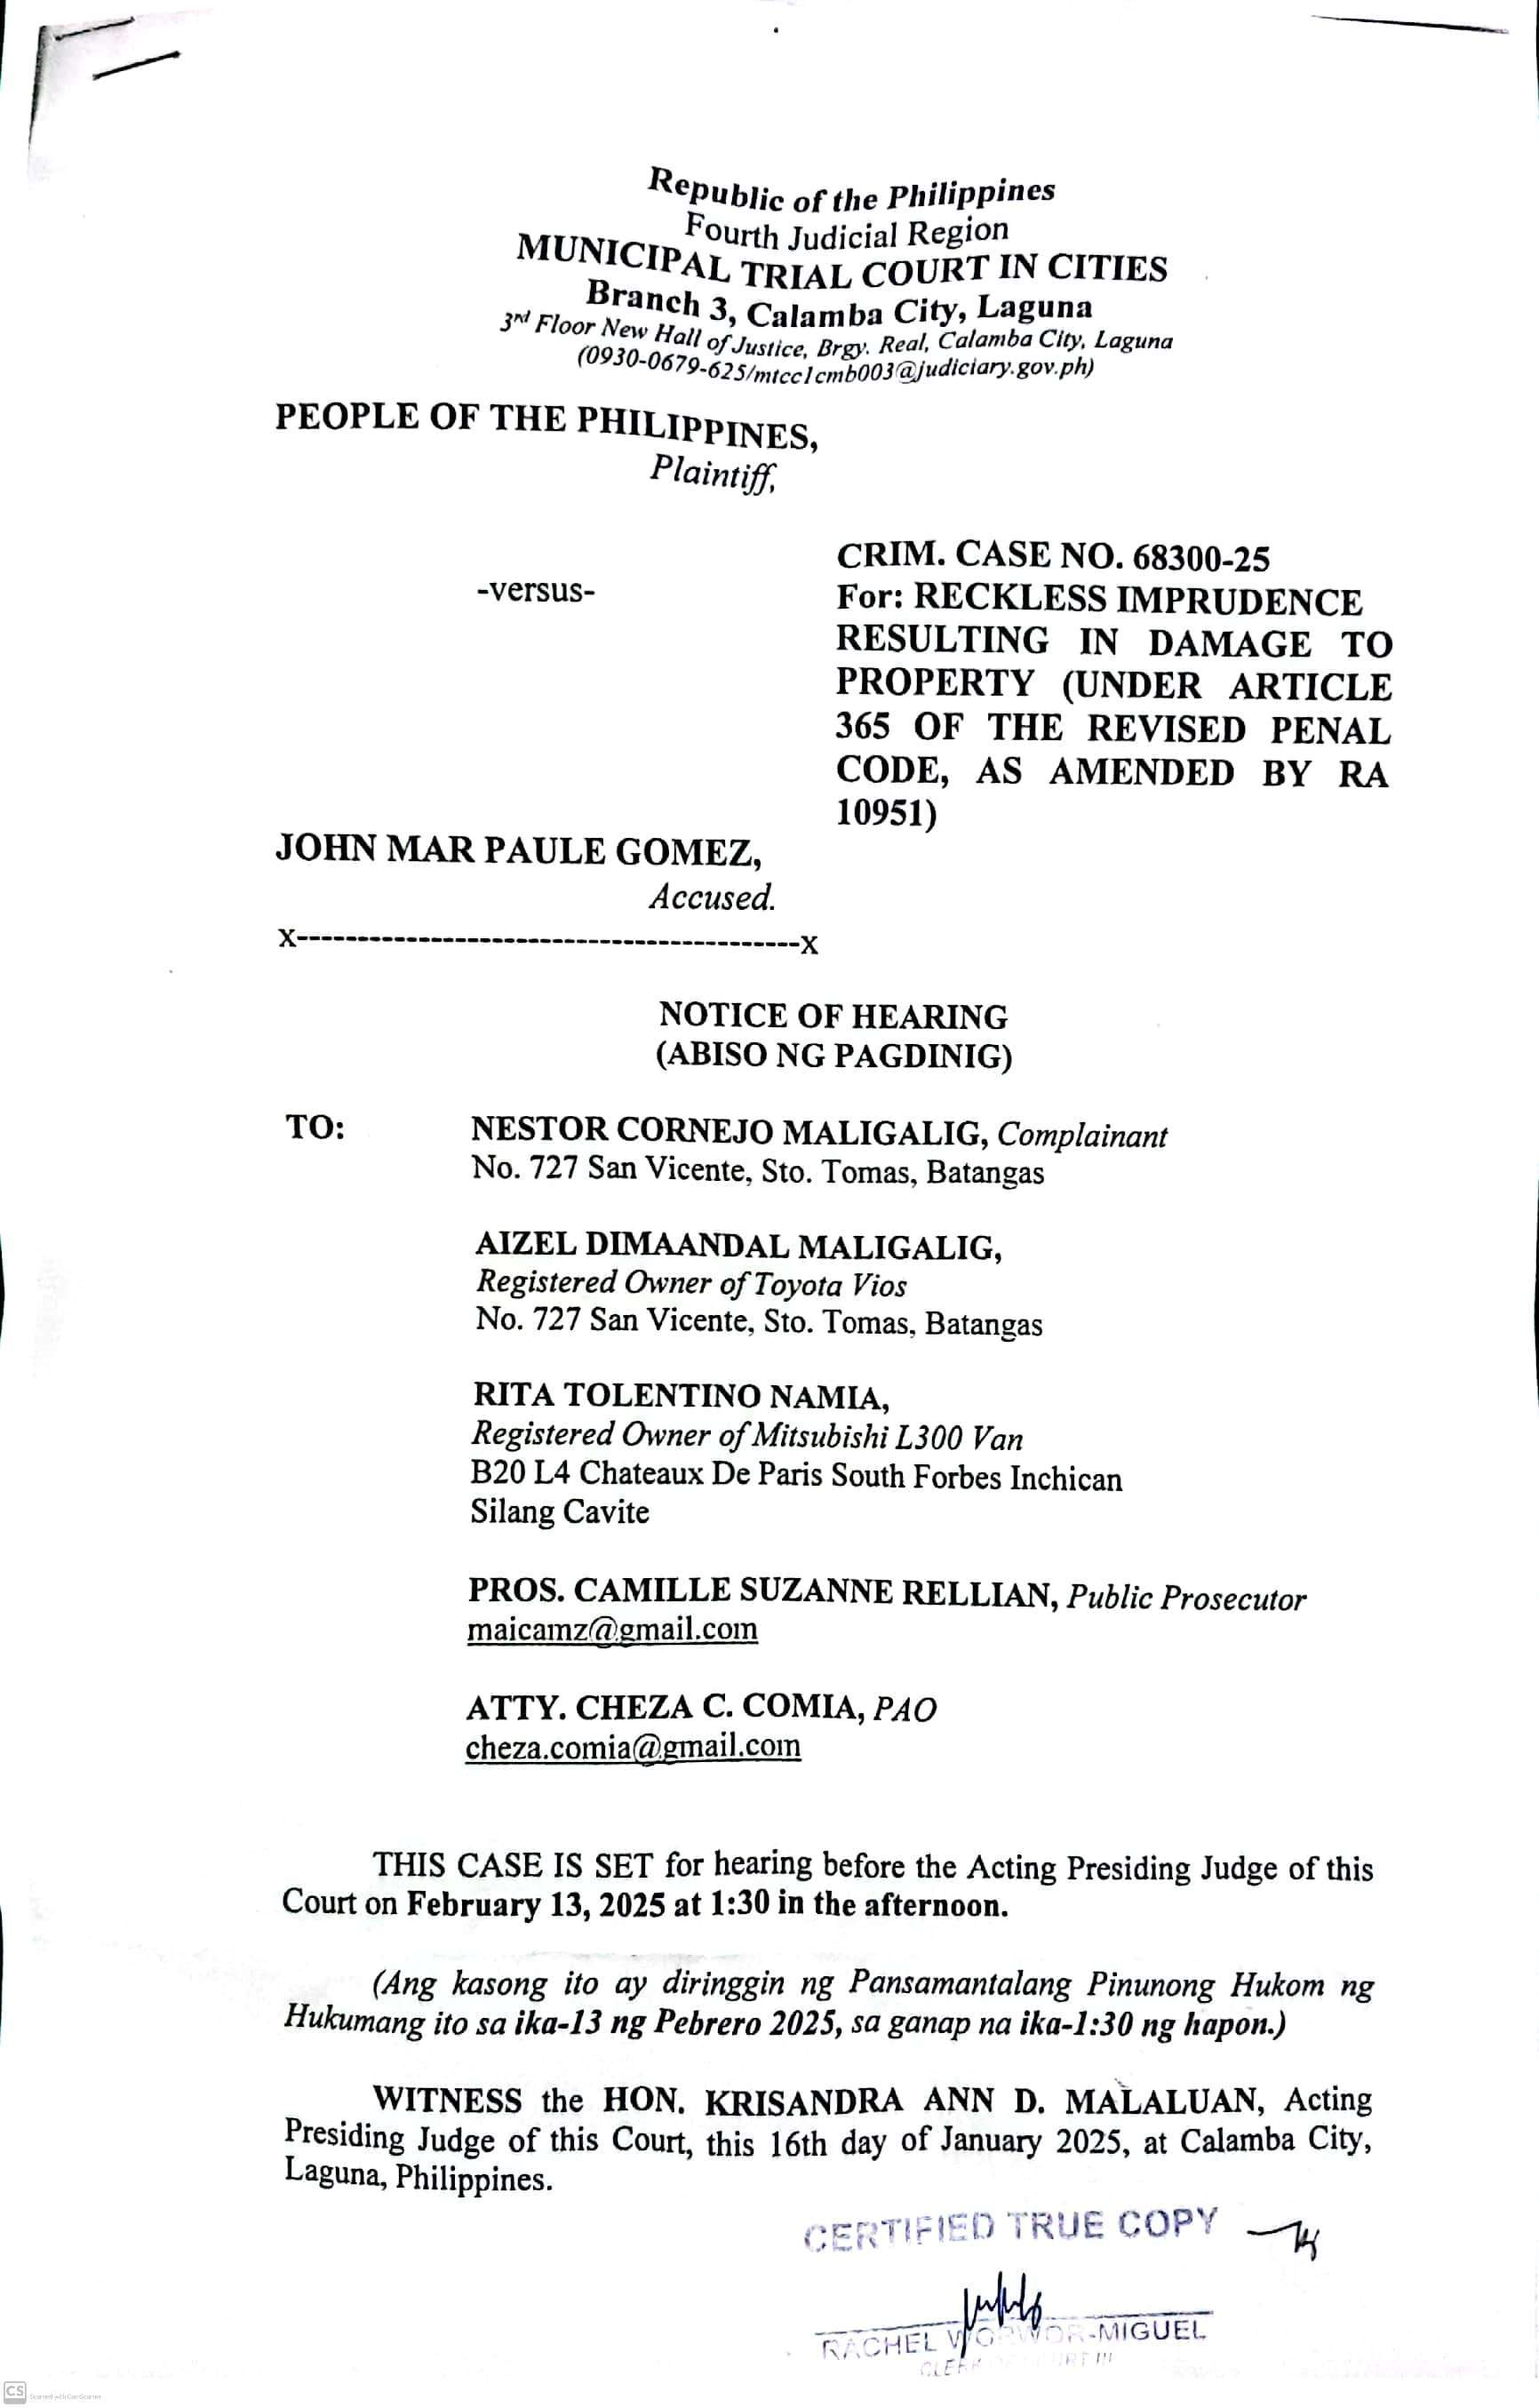 Republic of the Philippines
Fourth Judicial Region
MUNICIPAL TRIAL COURT IN CITIES
Branch 3, Calamba City, Laguna
3rd Floor New Hall of Justice, Brgy. Real, Calamba City, Laguna
(0930-0679-625/mtcc1cmb003@judiciary.gov.ph)
PEOPLE OF THE PHILIPPINES,
Plaintiff,
-versus-
CRIM. CASE NO. 68300-25
For: RECKLESS IMPRUDENCE
RESULTING IN DAMAGE TO
PROPERTY (UNDER ARTICLE
365 OF THE REVISED PENAL
CODE, AS AMENDED BY RA
10951)
JOHN MAR PAULE GOMEZ,
Accused.
x------------------------------------------x
NOTICE OF HEARING
(ABISO NG PAGDINIG)
TO: NESTOR CORNEJO MALIGALIG, Complainant
No. 727 San Vicente, Sto. Tomas, Batangas
AIZEL DIMAANDAL MALIGALIG,
Registered Owner of Toyota Vios
No. 727 San Vicente, Sto. Tomas, Batangas
RITA TOLENTINO NAMIA,
Registered Owner of Mitsubishi L300 Van
B20 L4 Chateaux De Paris South Forbes Inchican
Silang Cavite
PROS. CAMILLE SUZANNE RELLIAN, Public Prosecutor
maicamz@gmail.com
ATTY. CHEZA C. COMIA, PAO
cheza.comia@gmail.com
THIS CASE IS SET for hearing before the Acting Presiding Judge of this
Court on February 13, 2025 at 1:30 in the afternoon.
(Ang kasong ito ay diringgin ng Pansamantalang Pinunong Hukom ng
Hukumang ito sa ika-13 ng Pebrero 2025, sa ganap na ika-1:30 ng hapon.)
WITNESS the HON. KRISANDRA ANN D. MALALUAN, Acting
Presiding Judge of this Court, this 16th day of January 2025, at Calamba City,
Laguna, Philippines.
CERTIFIED TRUE COPY
RACHEL WORWOR-MIGUEL
CLERK OF COURT III
CS Scanned with CamScanner